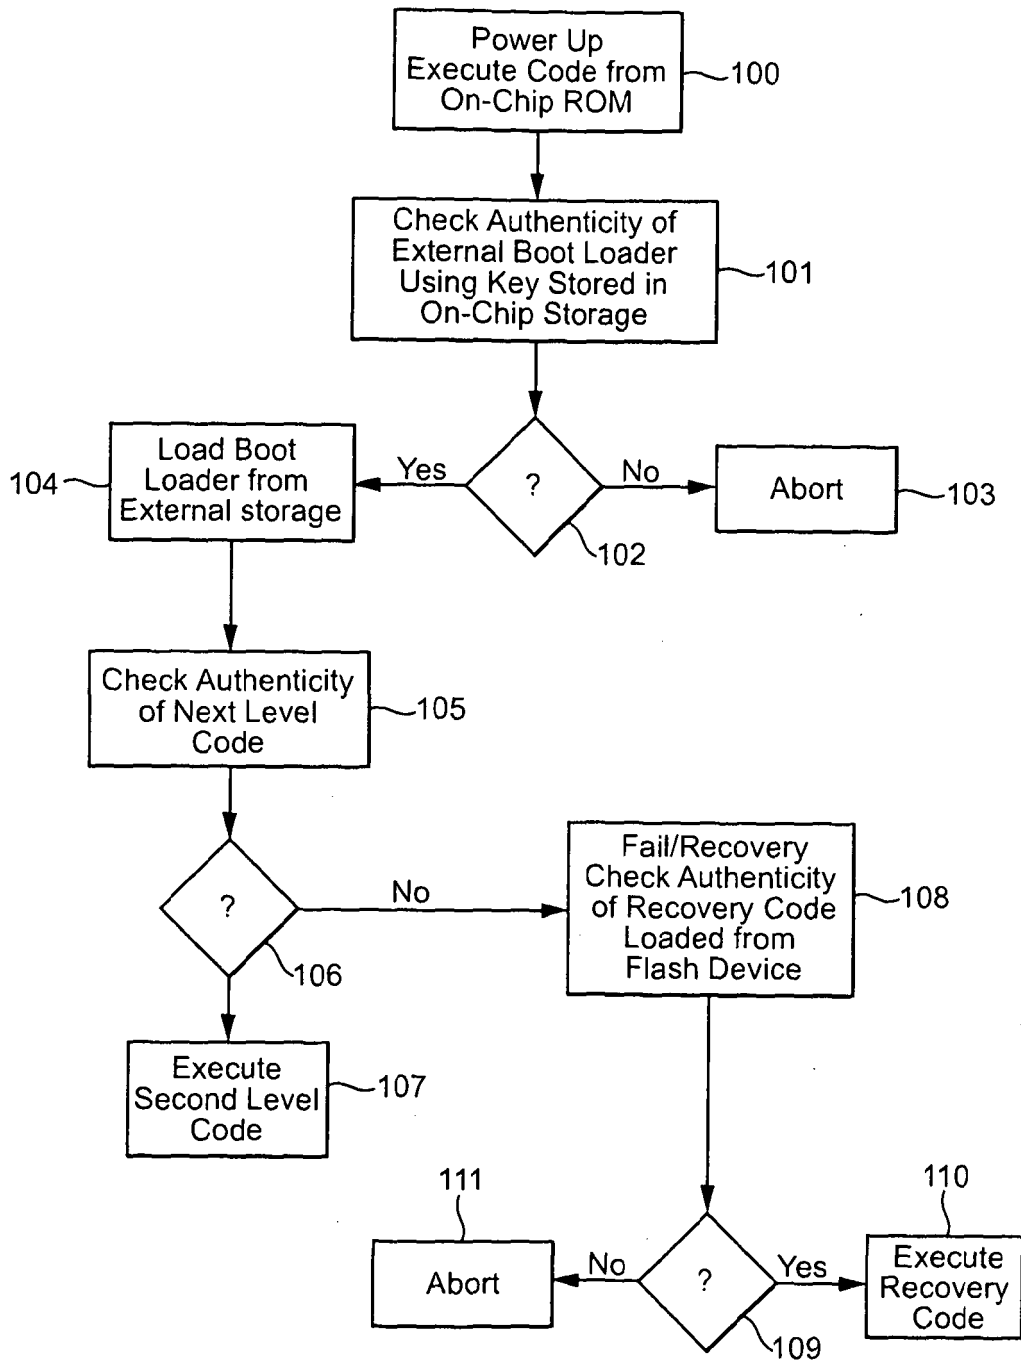 Power Up
Execute Code from
On-Chip ROM
100
Check Authenticity of
External Boot Loader
Using Key Stored in
On-Chip Storage
101
?
102
Yes
No
Abort
103
Load Boot
Loader from
External storage
104
Check Authenticity
of Next Level
Code
105
?
106
No
Fail/Recovery
Check Authenticity
of Recovery Code
Loaded from
Flash Device
108
Execute
Second Level
Code
107
?
109
No
Yes
111
Abort
110
Execute
Recovery
Code